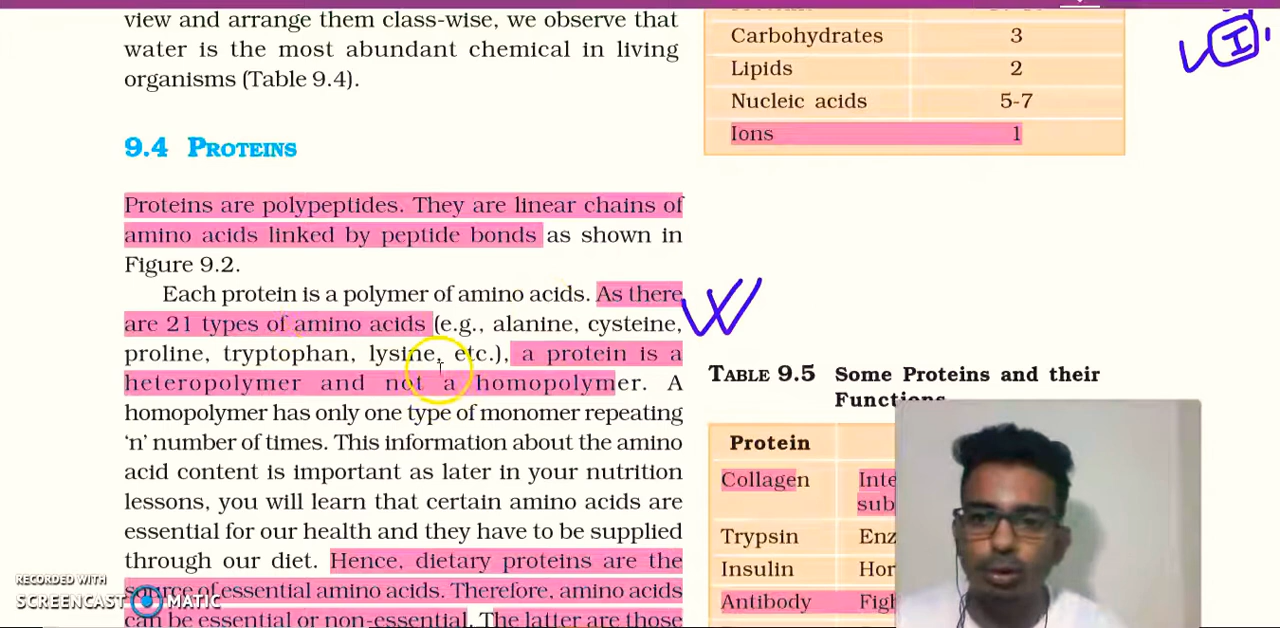 view and arrange them class-wise, we observe that
water is the most abundant chemical in living
organisms (Table 9.4).
9.4 PROTEINS
Proteins are polypeptides. They are linear chains of
amino acids linked by peptide bonds as shown in
Figure 9.2.
Each protein is a polymer of amino acids. As there
are 21 types of amino acids (e.g., alanine, cysteine,
proline, tryptophan, lysine, etc.), a protein is a
heteropolymer and not a homopolymer. A
homopolymer has only one type of monomer repeating
‘n’ number of times. This information about the amino
acid content is important as later in your nutrition
lessons, you will learn that certain amino acids are
essential for our health and they have to be supplied
through our diet. Hence, dietary proteins are the
source of essential amino acids. Therefore, amino acids
can be essential or non-essential. The latter are those
Carbohydrates 3
Lipids 2
Nucleic acids 5-7
Ions 1
I
TABLE 9.5 Some Proteins and their
Functions
Protein
Collagen Inte
sub
Trypsin Enz
Insulin Hor
Antibody Figh
RECORDED WITH
SCREENCAST MATIC